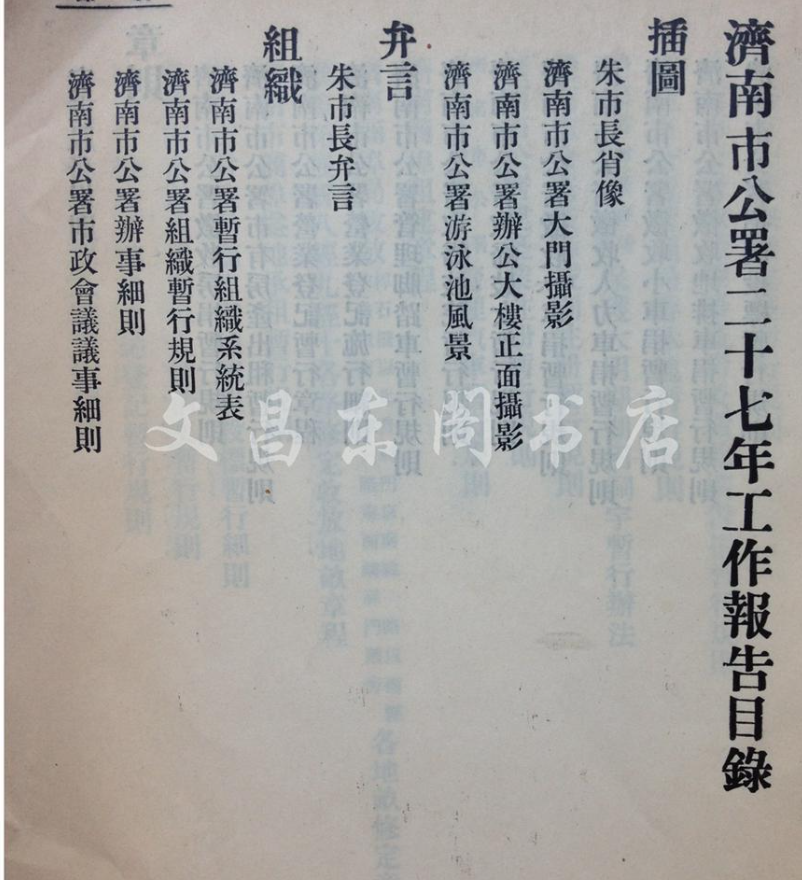 濟南市公署二十七年工作報告目錄
插圖
朱市長肖像
濟南市公署大門攝影
濟南市公署辦公大樓正面攝影
濟南市公署游泳池風景
弁言
朱市長弁言
組織
濟南市公署暫行組織系統表
濟南市公署組織暫行規則
濟南市公署辦事細則
濟南市公署市政會議議事細則
文昌东阁书店